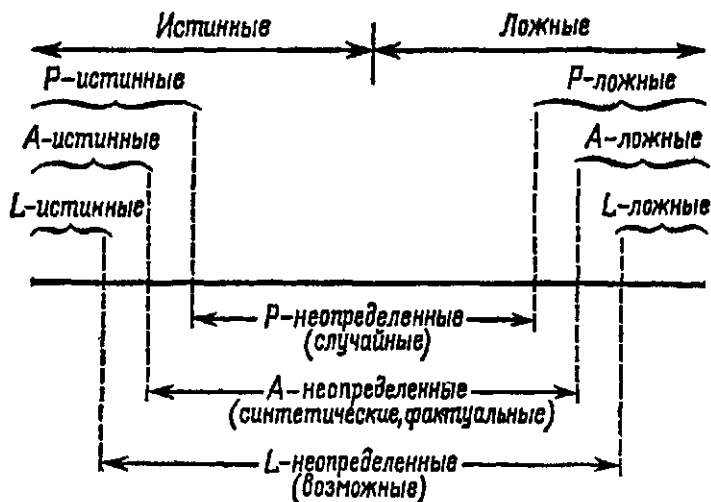 Истинные Ложные
P-истинные P-ложные
A-истинные A-ложные
L-истинные L-ложные
P-неопределенные
(случайные)
A-неопределенные
(синтетические, фактуальные)
L-неопределенные
(возможные)